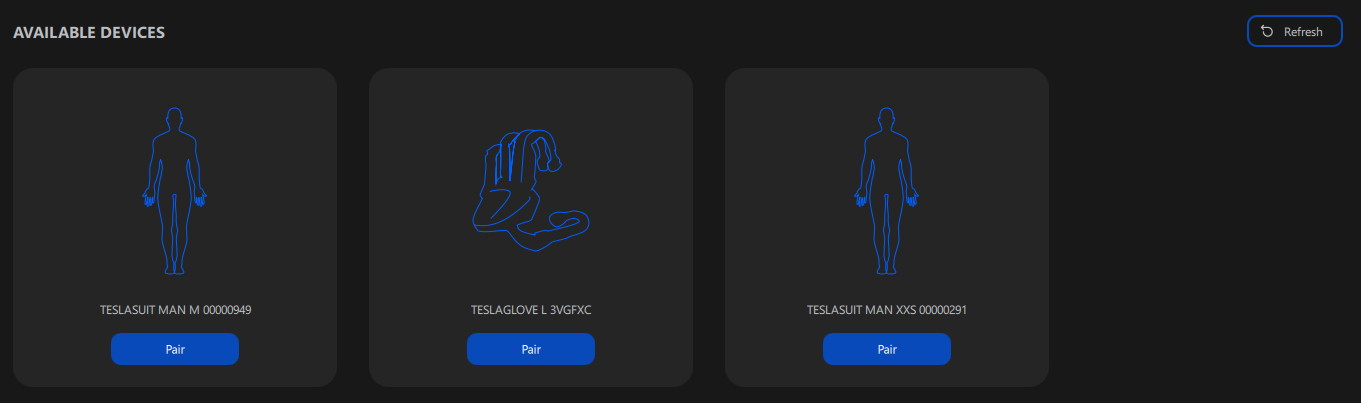 AVAILABLE DEVICES
Refresh
TESLASUIT MAN M 00000949
Pair
TESLAGLOVE L 3VGFXC
Pair
TESLASUIT MAN XXS 00000291
Pair